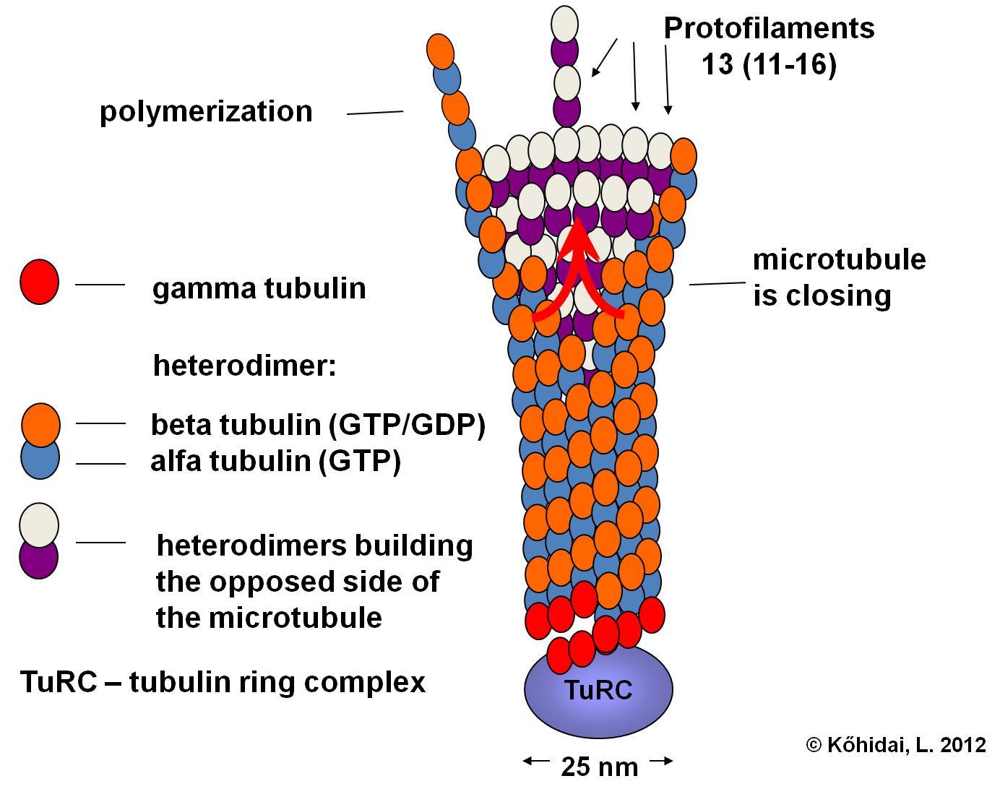 Protofilaments
13 (11-16)
polymerization
microtubule
is closing
gamma tubulin
heterodimer:
beta tubulin (GTP/GDP)
alfa tubulin (GTP)
heterodimers building
the opposed side of
the microtubule
TuRC – tubulin ring complex
TuRC
25 nm
© Kőhidai, L. 2012